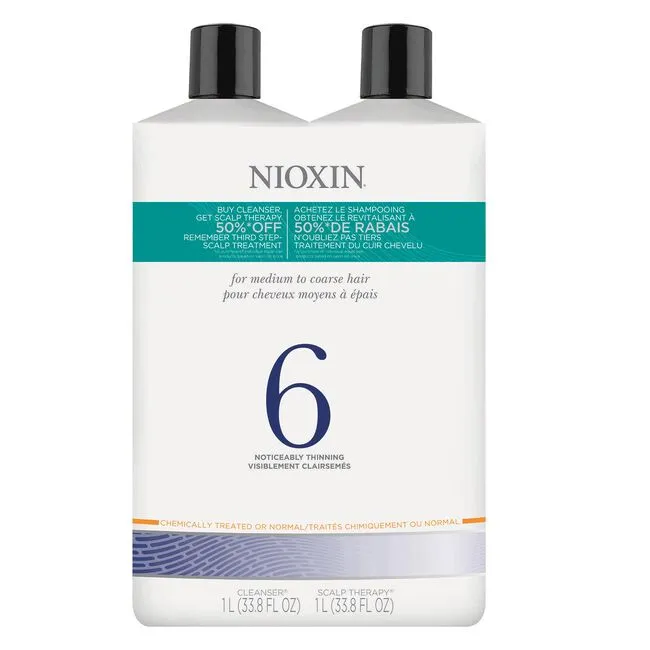 NIOXIN®
BUY CLEANSER,
GET SCALP THERAPY
50%*OFF
REMEMBER THIRD STEP-
SCALP TREATMENT
ACHETEZ LE SHAMPOOING
OBTENEZ LE REVITALISANT À
50%*DE RABAIS
N'OUBLIEZ PAS TIERS
TRAITEMENT DU CUIR CHEVELU
for medium to coarse hair
pour cheveux moyens à épais
6
NOTICEABLY THINNING
VISIBLEMENT CLAIRSEMÉS
CHEMICALLY TREATED OR NORMAL/TRAITÉS CHIMIQUEMENT OU NORMAL
CLEANSER® SCALP THERAPY®
1 L (33.8 FL OZ) 1 L (33.8 FL OZ)